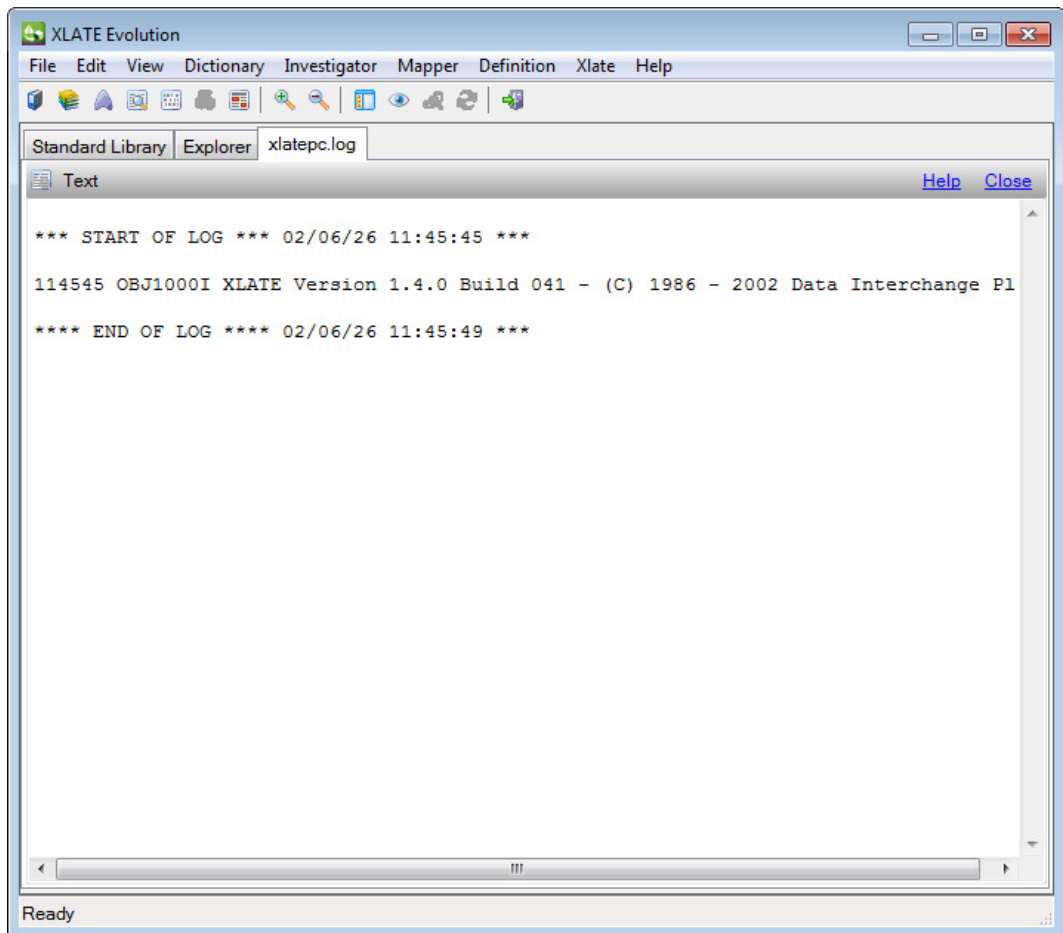 XLATE Evolution
File Edit View Dictionary Investigator Mapper Definition Xlate Help
Standard Library Explorer xlatepc.log
Text Help Close
*** START OF LOG *** 02/06/26 11:45:45 ***
114545 OBJ1000I XLATE Version 1.4.0 Build 041 - (C) 1986 - 2002 Data Interchange Pl
**** END OF LOG **** 02/06/26 11:45:49 ***
Ready